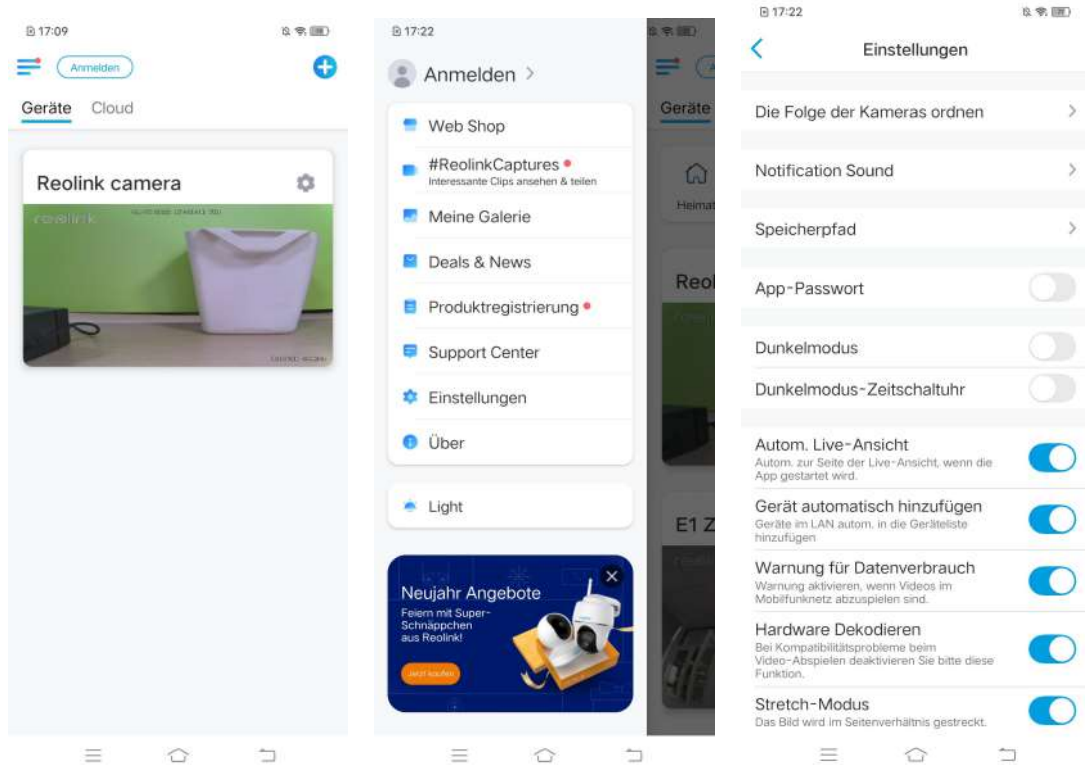 17:09
Anmelden
Geräte Cloud
Reolink camera
reolink
17:22
Anmelden
Web Shop
#ReolinkCaptures
Interessante Clips ansehen & teilen
Meine Galerie
Deals & News
Produktregistrierung
Support Center
Einstellungen
Über
Light
Neujahr Angebote
Feiern mit Super-
Schnäppchen
aus Reolink!
Jetzt kaufen
Geräte
Heimat
Reol
E1 Z
17:22
Einstellungen
Die Folge der Kameras ordnen
Notification Sound
Speicherpfad
App-Passwort
Dunkelmodus
Dunkelmodus-Zeitschaltuhr
Autom. Live-Ansicht
Autom. zur Seite der Live-Ansicht, wenn die
App gestartet wird.
Gerät automatisch hinzufügen
Geräte im LAN autom. in die Geräteliste
hinzufügen
Warnung für Datenverbrauch
Warnung aktivieren, wenn Videos im
Mobilfunknetz abzuspielen sind.
Hardware Dekodieren
Bei Kompatibilitätsprobleme beim
Video-Abspielen deaktivieren Sie bitte diese
Funktion.
Stretch-Modus
Das Bild wird im Seitenverhältnis gestreckt.